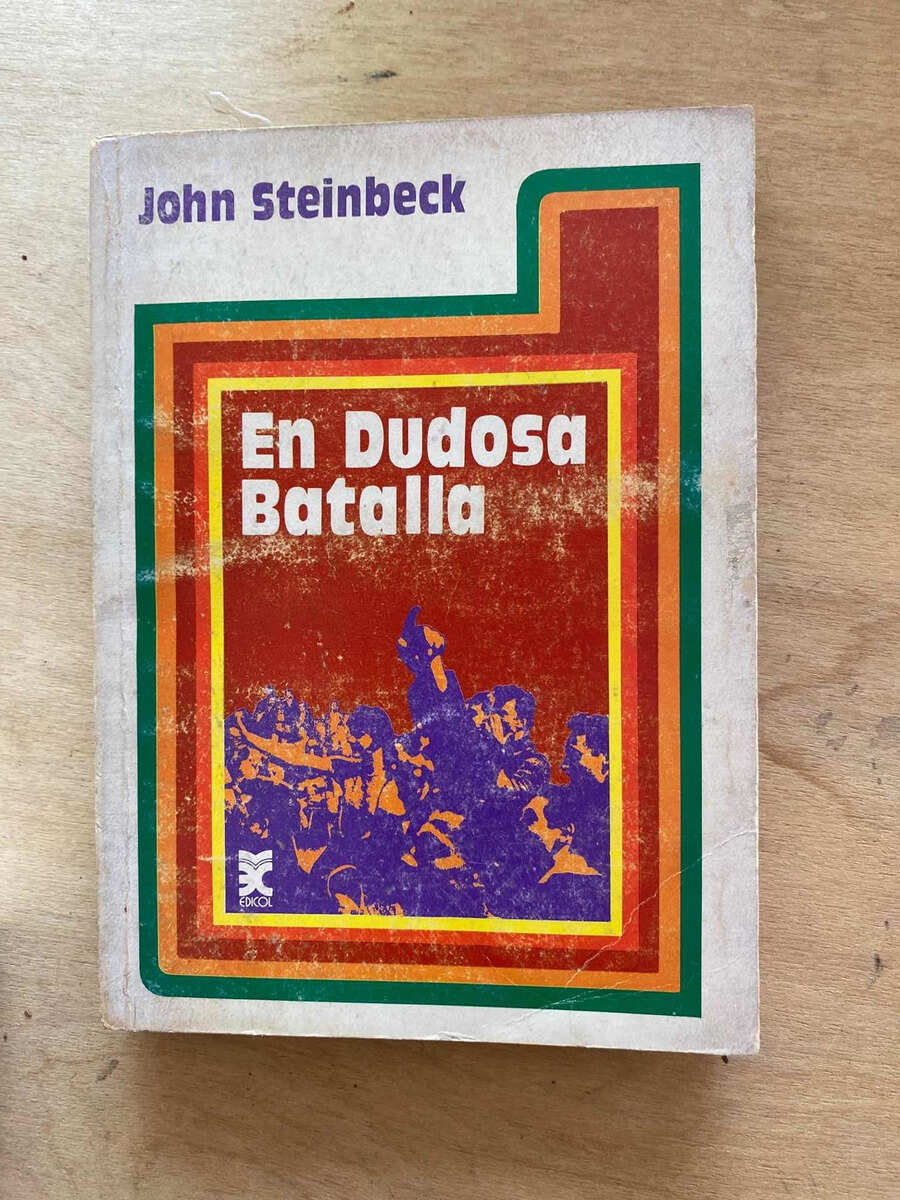 John Steinbeck
En Dudosa
Batalla
EDICOL